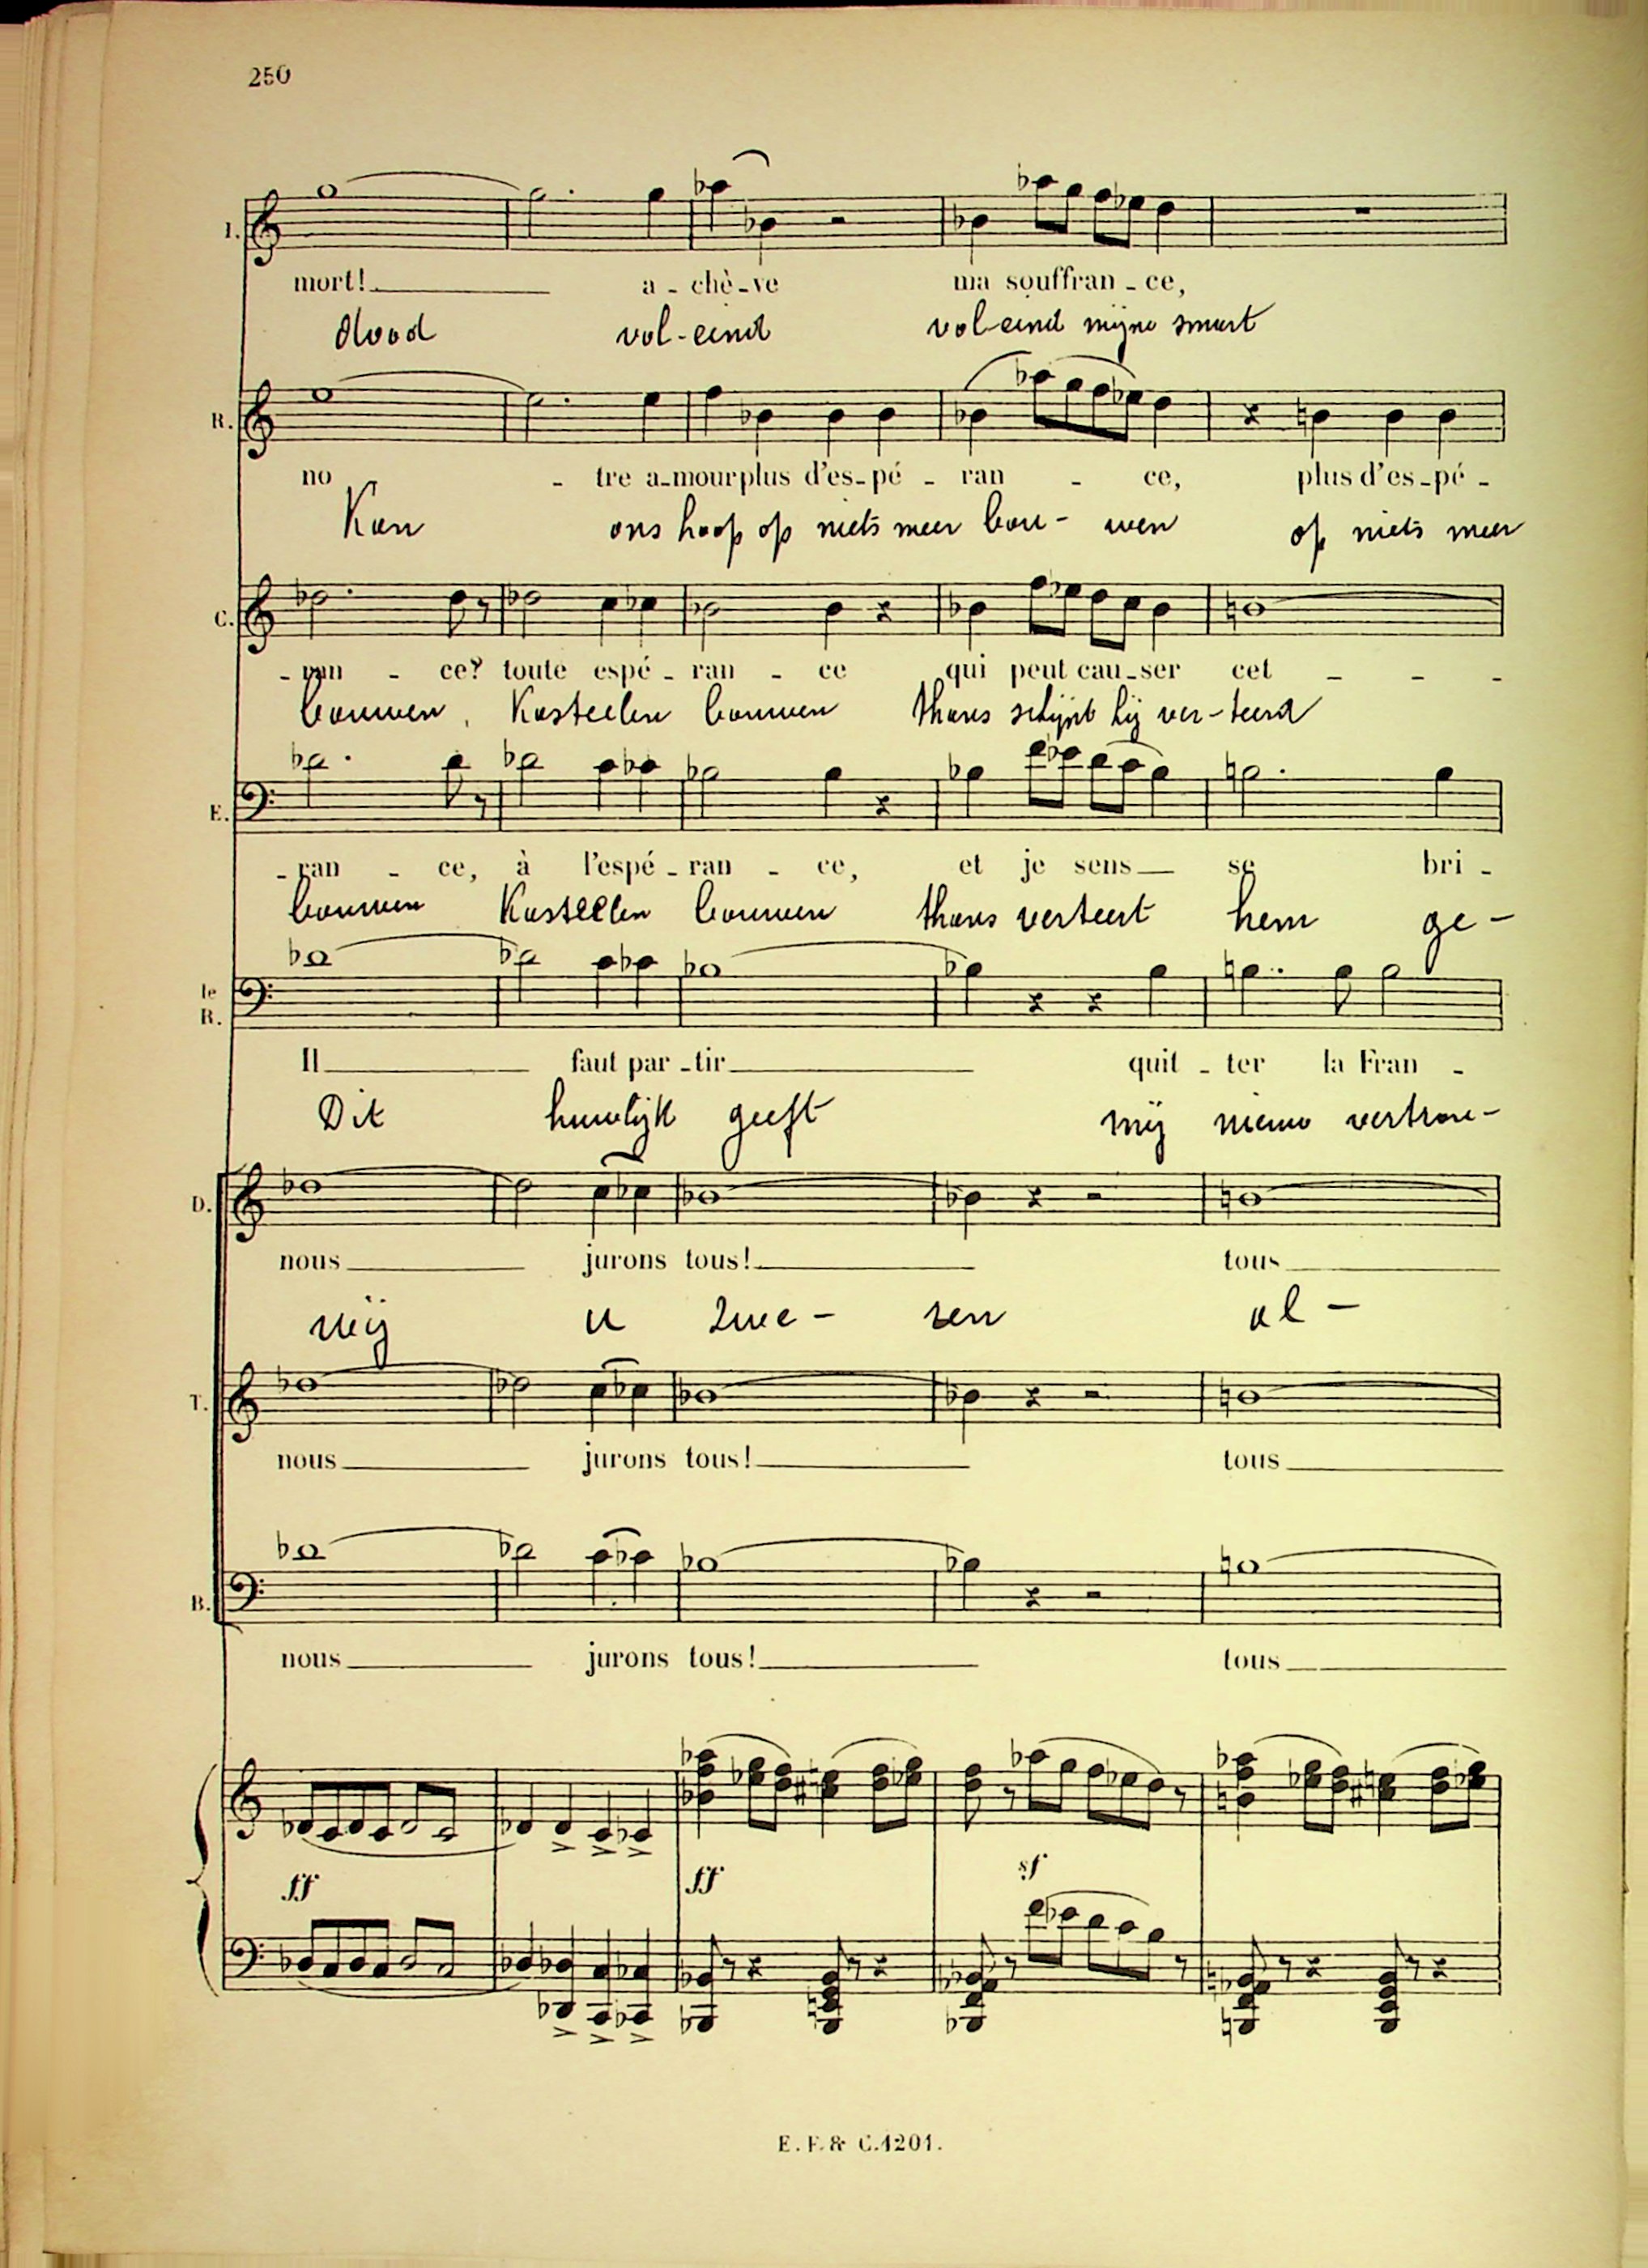 250
I.
mort! a - chè - ve ma souffran - ce,
dood vol - eind vol - eind mijne smart
R.
no - tre a - mour plus d'es - pé - ran - ce, plus d'es - pé -
Kan ons hoop op niets meer bou - wen op niets meer
C.
- ran - ce? toute espé - ran - ce qui peut cau - ser cet - - -
bouwen, Kasteelen bouwen thans schijnt hij ver - teerd
E.
- ran - ce, à l'espé - ran - ce, et je sens se bri -
bouwen Kasteelen bouwen thans verteert hem ge -
le
R.
Il faut par - tir quit - ter la Fran -
Dit huwlijk geeft mij nieuw vertrou -
D.
nous jurons tous! tous
wij u zwe - ren al -
T.
nous jurons tous! tous
B.
nous jurons tous! tous
ff ff sf
E. F. & C. 1201.